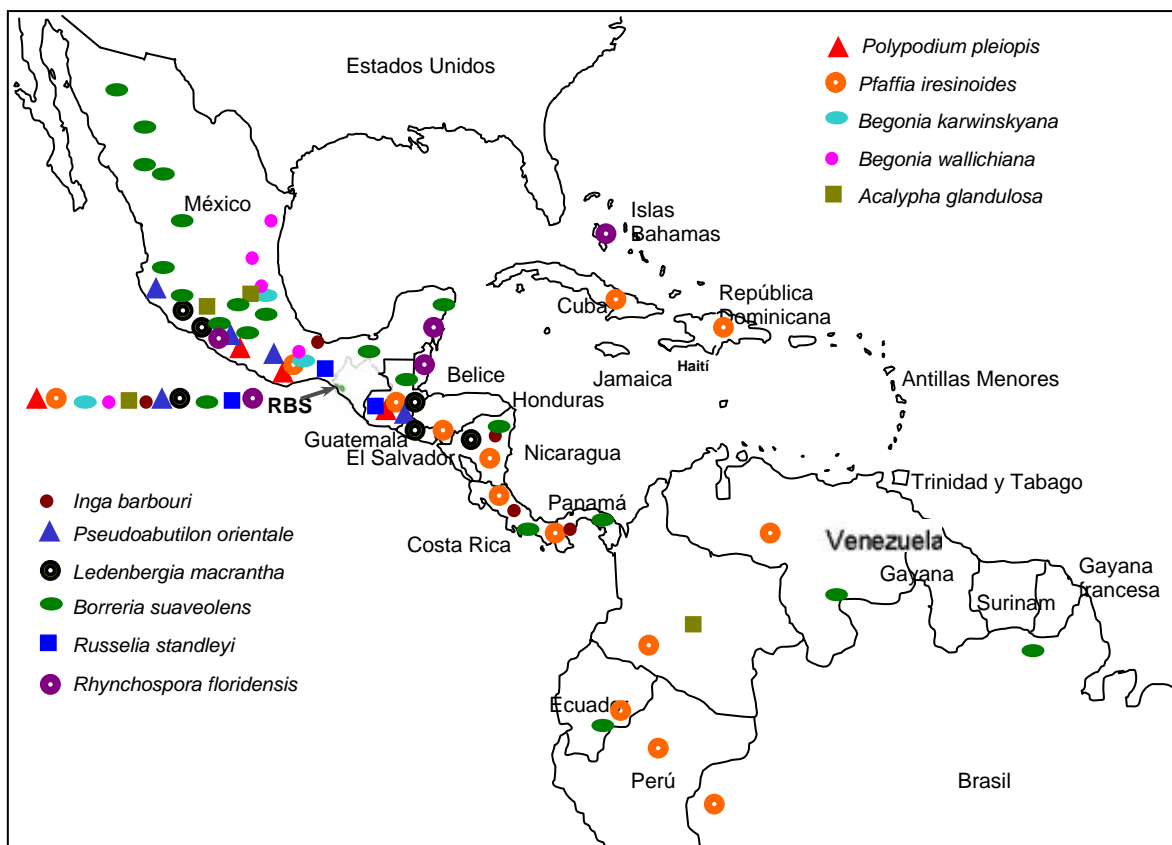 Estados Unidos
Polypodium pleiopis
Pfaffia iresinoides
Begonia karwinskyana
Begonia wallichiana
Acalypha glandulosa
México
Islas
Bahamas
Cuba
República
Dominicana
Haití
Jamaica
Belice
Antillas Menores
Honduras
RBS
Guatemala
El Salvador
Nicaragua
Trinidad y Tabago
Panamá
Costa Rica
Venezuela
Gayana
Gayana
francesa
Surinam
Inga barbouri
Pseudoabutilon orientale
Ledenbergia macrantha
Borreria suaveolens
Russelia standleyi
Rhynchospora floridensis
Ecuador
Perú
Brasil